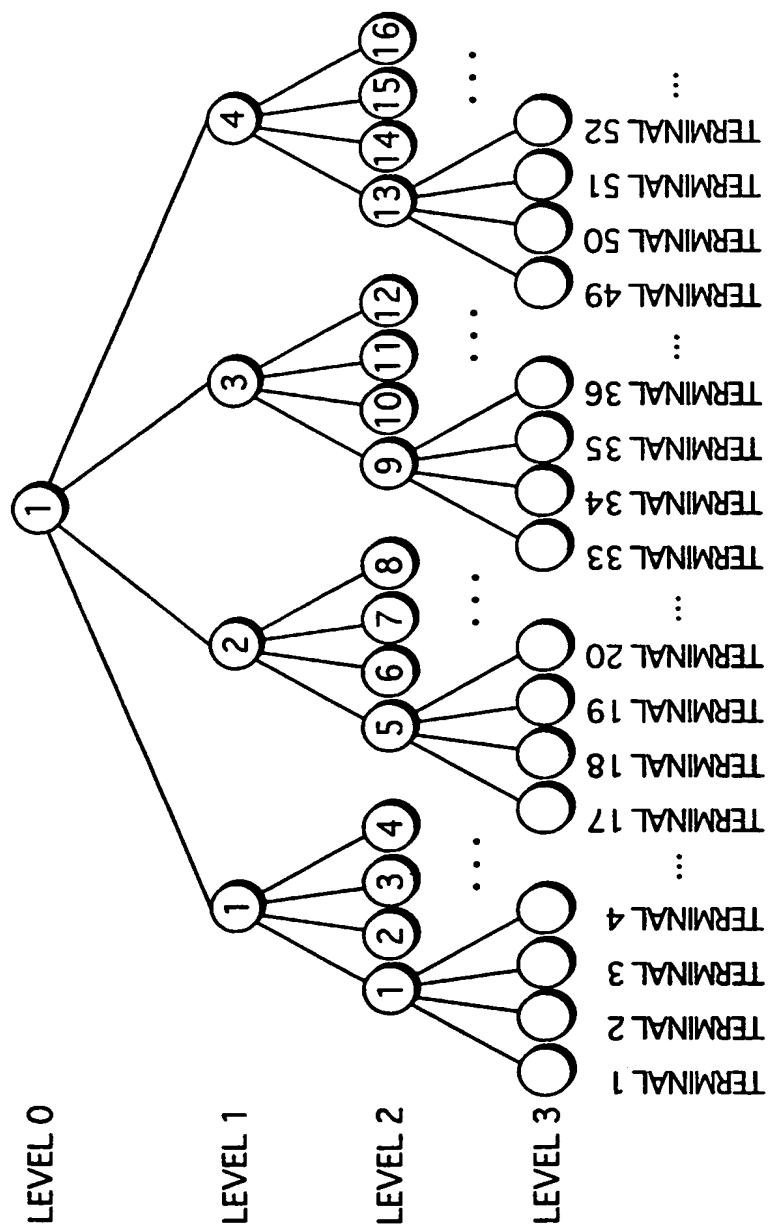 LEVEL 0
1
LEVEL 1
1 2 3 4
LEVEL 2
1 2 3 4 5 6 7 8 9 10 11 12 13 14 15 16
... ... ... ...
LEVEL 3
TERMINAL 1
TERMINAL 2
TERMINAL 3
TERMINAL 4
...
TERMINAL 17
TERMINAL 18
TERMINAL 19
TERMINAL 20
...
TERMINAL 33
TERMINAL 34
TERMINAL 35
TERMINAL 36
...
TERMINAL 49
TERMINAL 50
TERMINAL 51
TERMINAL 52
...